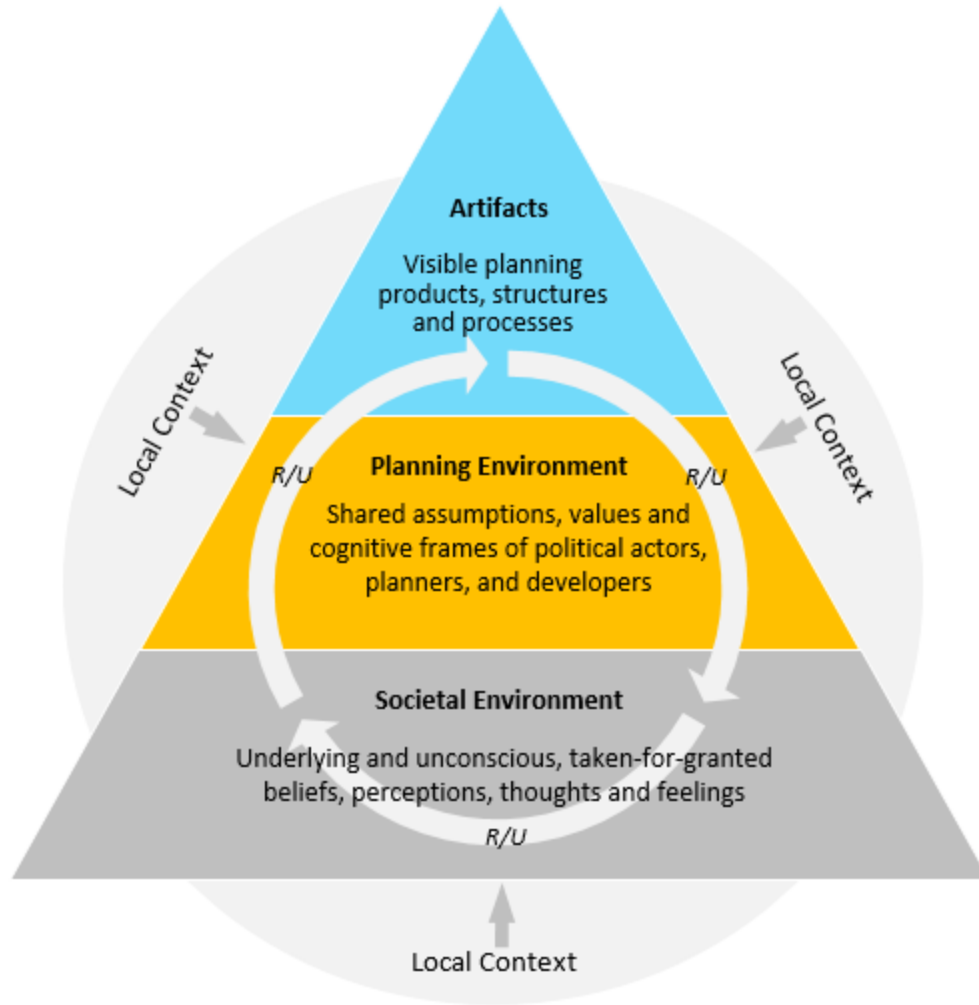 Artifacts
Visible planning
products, structures
and processes
Local Context
Local Context
R/U
Planning Environment
R/U
Shared assumptions, values and
cognitive frames of political actors,
planners, and developers
Societal Environment
Underlying and unconscious, taken-for-granted
beliefs, perceptions, thoughts and feelings
R/U
Local Context